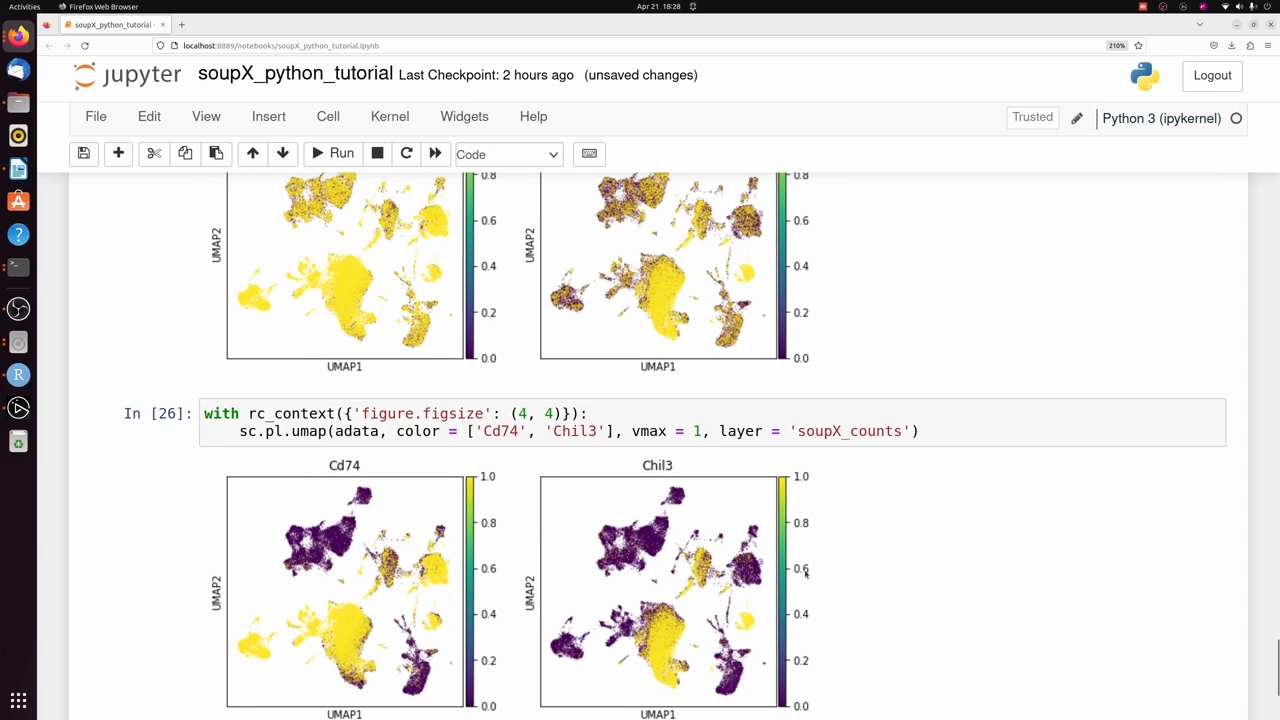 Activities
Firefox Web Browser
Apr 21 18:28
soupX_python_tutorial
localhost:8889/notebooks/soupX_python_tutorial.ipynb
210%
jupyter
soupX_python_tutorial Last Checkpoint: 2 hours ago (unsaved changes)
Logout
File Edit View Insert Cell Kernel Widgets Help
Trusted
Python 3 (ipykernel)
Run
Code
0.8 0.8
0.6 0.6
UMAP2 UMAP2
0.4 0.4
0.2 0.2
0.0 0.0
UMAP1 UMAP1
In [26]:
with rc_context({'figure.figsize': (4, 4)}):
sc.pl.umap(adata, color = ['Cd74', 'Chil3'], vmax = 1, layer = 'soupX_counts')
Cd74 Chil3
1.0 1.0
0.8 0.8
0.6 0.6
UMAP2 UMAP2
0.4 0.4
0.2 0.2
0.0 0.0
UMAP1 UMAP1